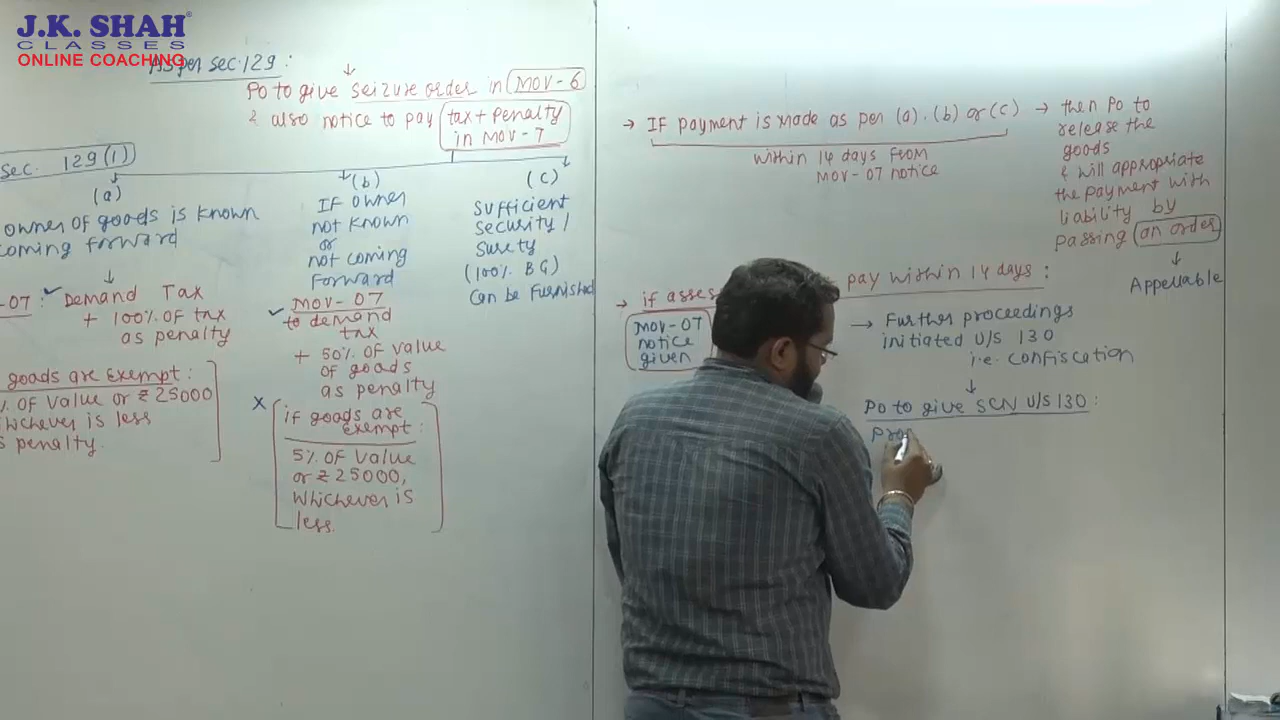 J.K. SHAH®
CLASSES
ONLINE COACHING
As per Sec. 129 :
PO to give seizure order in MOV - 6
& also notice to pay tax + penalty
in MOV - 7
Sec. 129 (1)
(a)
owner of goods is known
coming forward
- 07 : ✓ Demand Tax
+ 100% of tax
as penalty
goods are exempt :
% of value or ₹ 25000
whichever is less
s penalty.
(b)
If owner
not known
or
not coming
forward
✓ MOV - 07
to demand
tax
+ 50% of value
of goods
as penalty
x
if goods are
exempt :
5% of value
or ₹ 25000,
whichever is
less.
(c)
sufficient
security /
surety
(100% BG)
can be furnished
→ If payment is made as per (a), (b) or (c) → then PO to
release the
goods
& will appropriate
the payment with
liability by
passing an order
Appellable
within 14 days from
MOV - 07 notice
→ if assess
pay within 14 days :
MOV - 07
notice
given
→ Further proceedings
initiated u/s 130
i.e. confiscation
PO to give SCN u/s 130 :
Pro